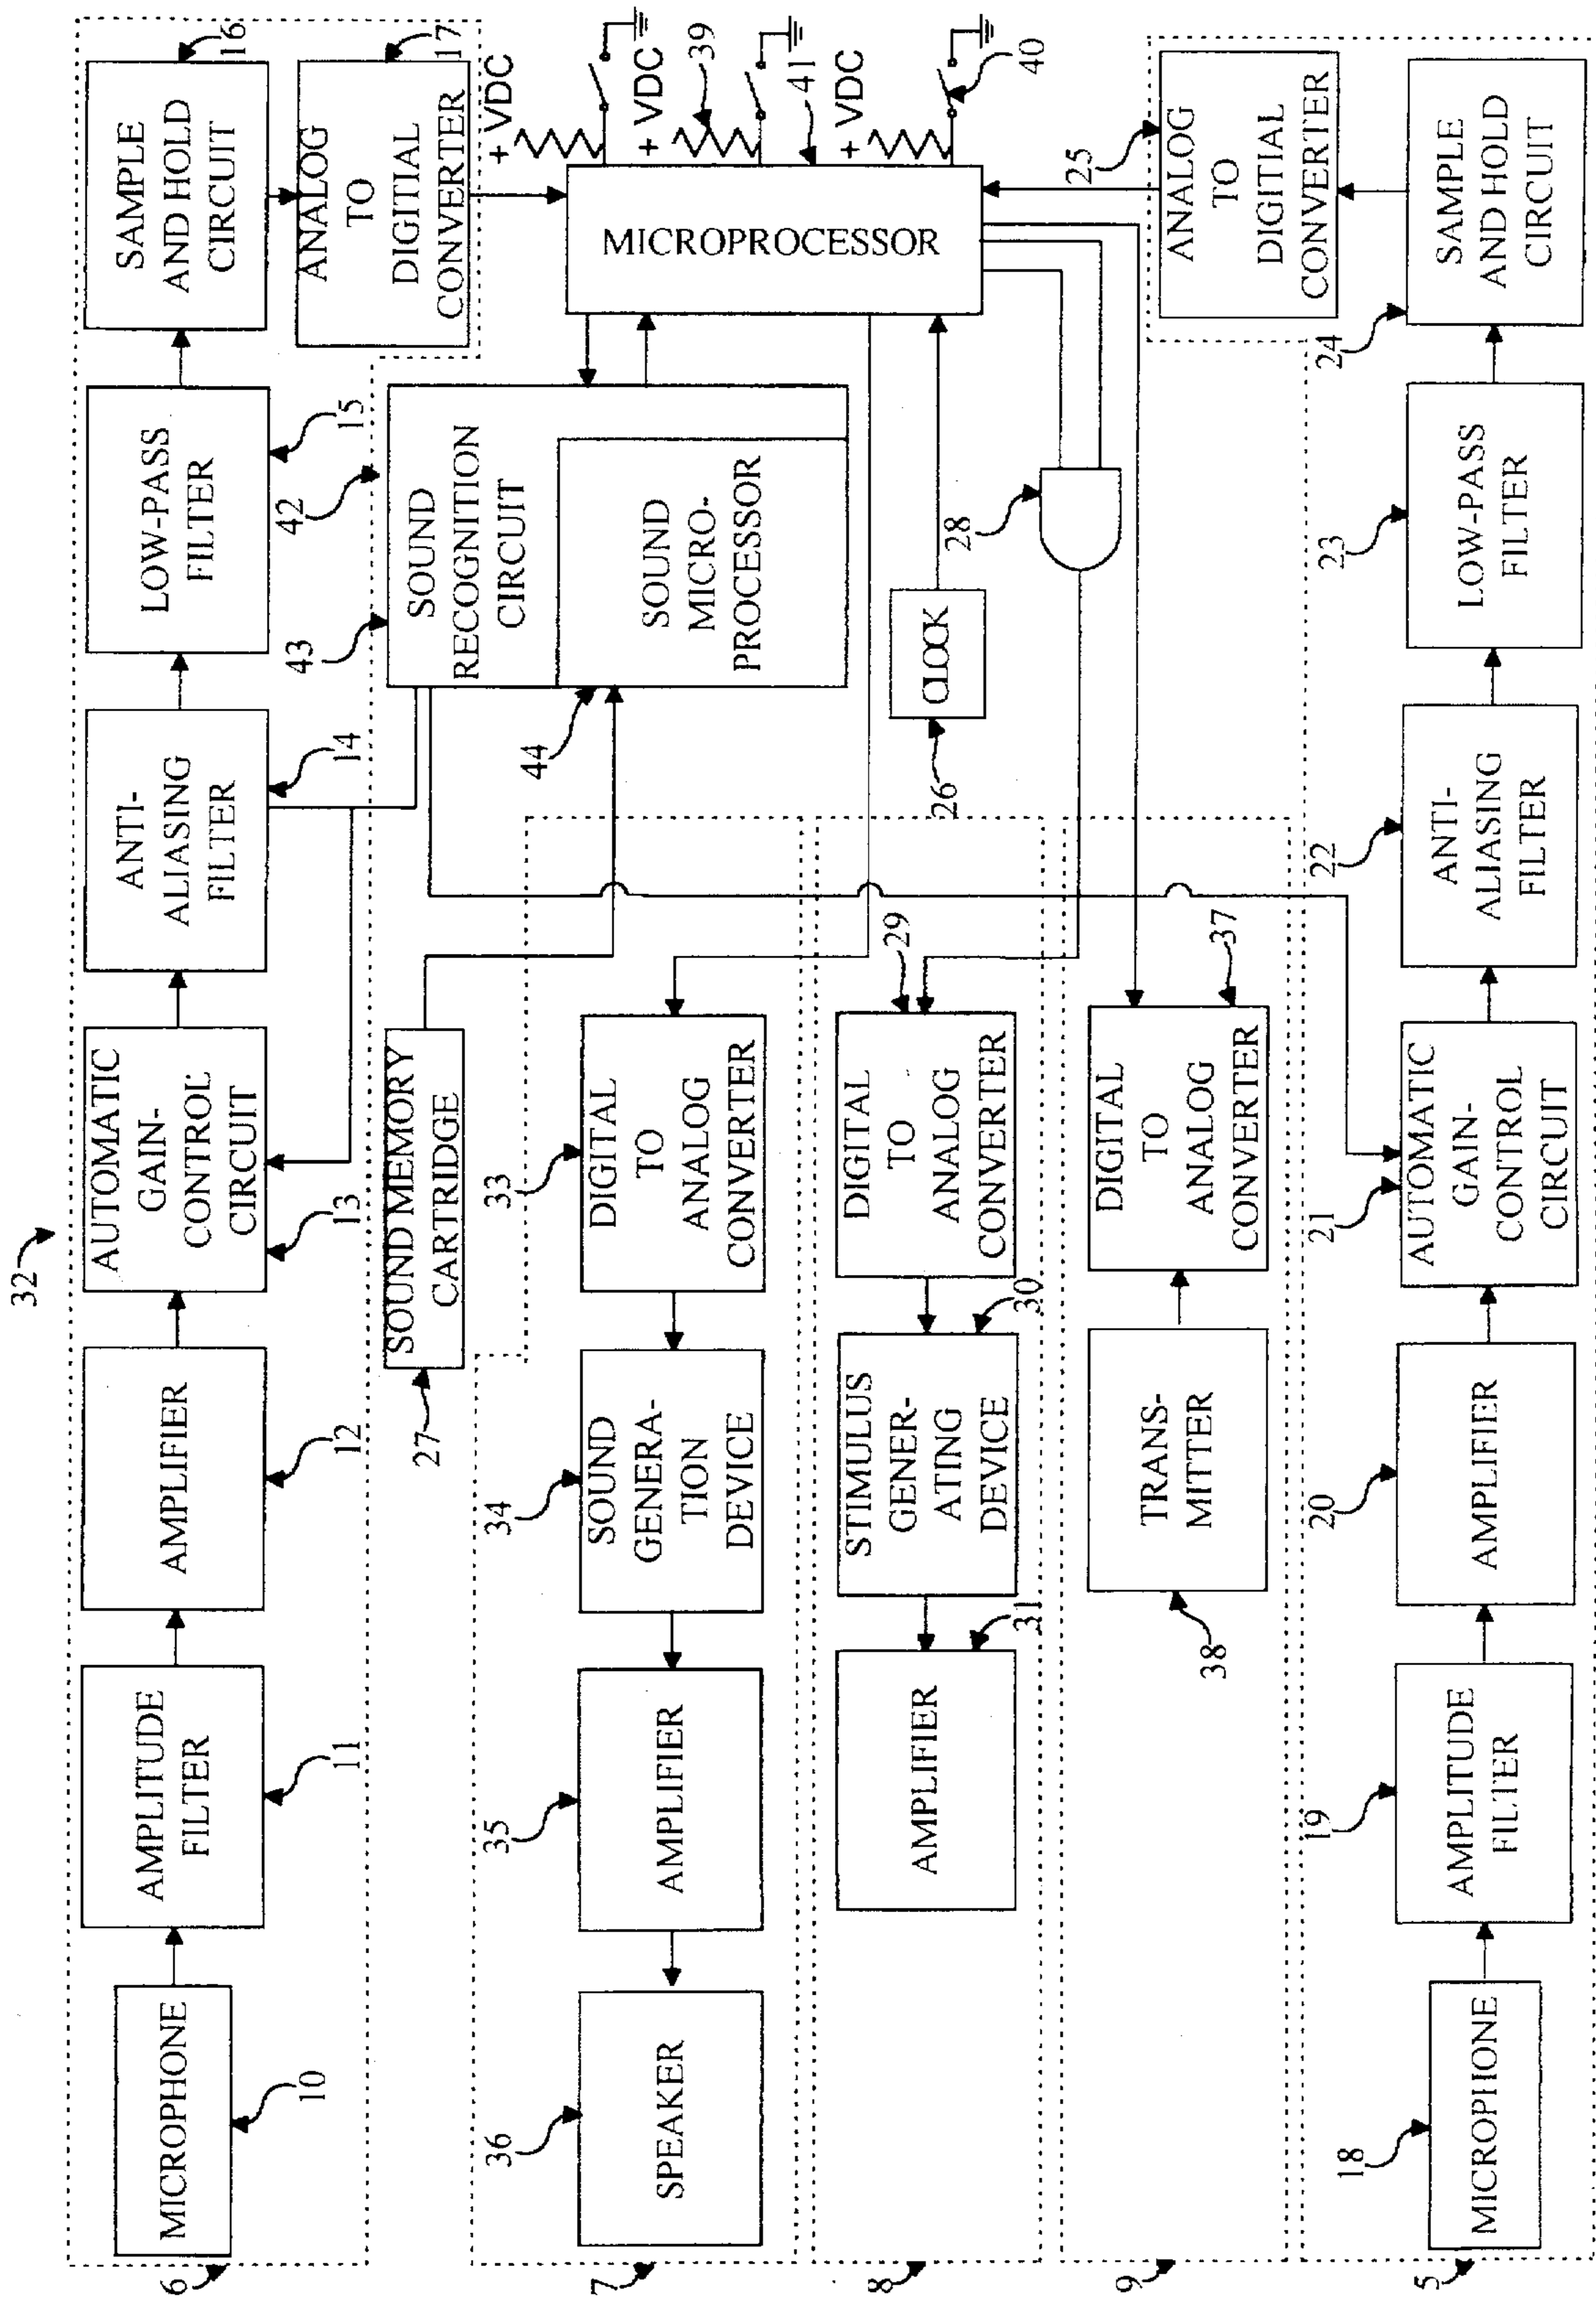 32
6
MICROPHONE
10
AMPLITUDE
FILTER
11
AMPLIFIER
12
AUTOMATIC
GAIN-
CONTROL
CIRCUIT
13
ANTI-
ALIASING
FILTER
14
LOW-PASS
FILTER
15
SAMPLE
AND HOLD
CIRCUIT
16
ANALOG
TO
DIGITIAL
CONVERTER
17
SOUND MEMORY
CARTRIDGE
27
42
43
SOUND
RECOGNITION
CIRCUIT
44
SOUND
MICRO-
PROCESSOR
MICROPROCESSOR
41
+ VDC
+ VDC
39
+ VDC
40
7
SPEAKER
36
AMPLIFIER
35
SOUND
GENERA-
TION
DEVICE
34
DIGITAL
TO
ANALOG
CONVERTER
33
CLOCK
26
28
8
AMPLIFIER
31
STIMULUS
GENER-
ATING
DEVICE
30
DIGITAL
TO
ANALOG
CONVERTER
29
9
TRANS-
MITTER
38
DIGITAL
TO
ANALOG
CONVERTER
37
5
MICROPHONE
18
AMPLITUDE
FILTER
19
AMPLIFIER
20
AUTOMATIC
GAIN-
CONTROL
CIRCUIT
21
ANTI-
ALIASING
FILTER
22
LOW-PASS
FILTER
23
SAMPLE
AND HOLD
CIRCUIT
24
ANALOG
TO
DIGITIAL
CONVERTER
25